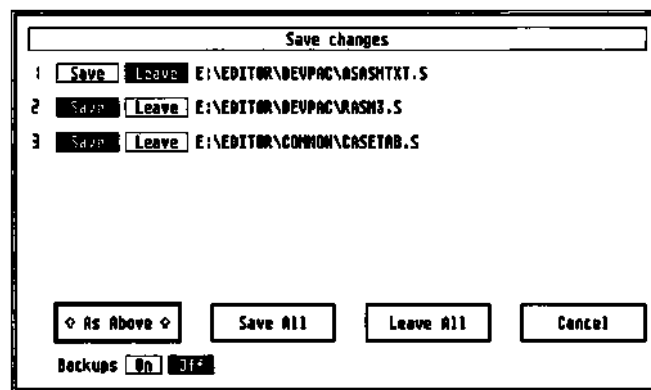 Save changes
1 Save Leave E:\EDITOR\DEVPAC\ASASMTXT.S
2 Save Leave E:\EDITOR\DEVPAC\RASM3.S
3 Save Leave E:\EDITOR\COMMON\CASETAB.S
⇧ As Above ⇧ Save All Leave All Cancel
Backups On Off